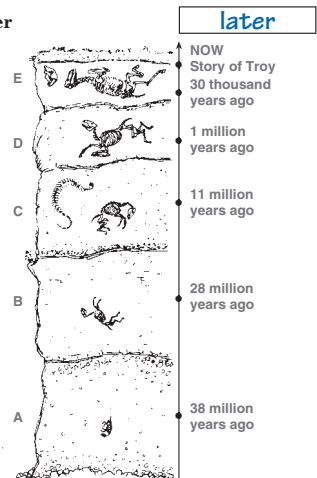 er
later
NOW
Story of Troy
E
30 thousand
years ago
1 million
years ago
D
11 million
years ago
C
28 million
years ago
B
38 million
years ago
A